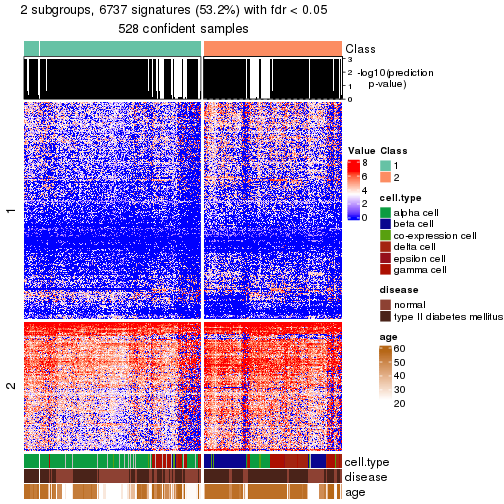 2 subgroups, 6737 signatures (53.2%) with fdr < 0.05
528 confident samples
Class
3
2
1
0
-log10(prediction
p-value)
1
2
Value
8
6
4
2
0
Class
1
2
cell.type
alpha cell
beta cell
co-expression cell
delta cell
epsilon cell
gamma cell
disease
normal
type II diabetes mellitus
age
60
50
40
30
20
cell.type
disease
age